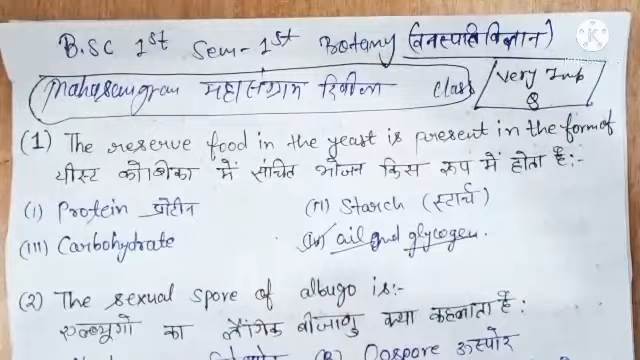 B.SC 1st Sem - 1st Botany (वनस्पति विज्ञान)
Mahasangram महासंग्राम रिवीजन Class
Very Imp
Q
(1) The reserve food in the yeast is present in the form of
यीस्ट कोशिका में संचित भोजन किस रूप में होता है:-
(i) Protein प्रोटीन (ii) Starch (स्टार्च)
(iii) Carbohydrate (iv) oil and glycogen.
(2) The sexual spore of albugo is:-
एल्ब्यूगो का लैंगिक बीजाणु क्या कहलाता है:
(B) Oospore ऊस्पोर